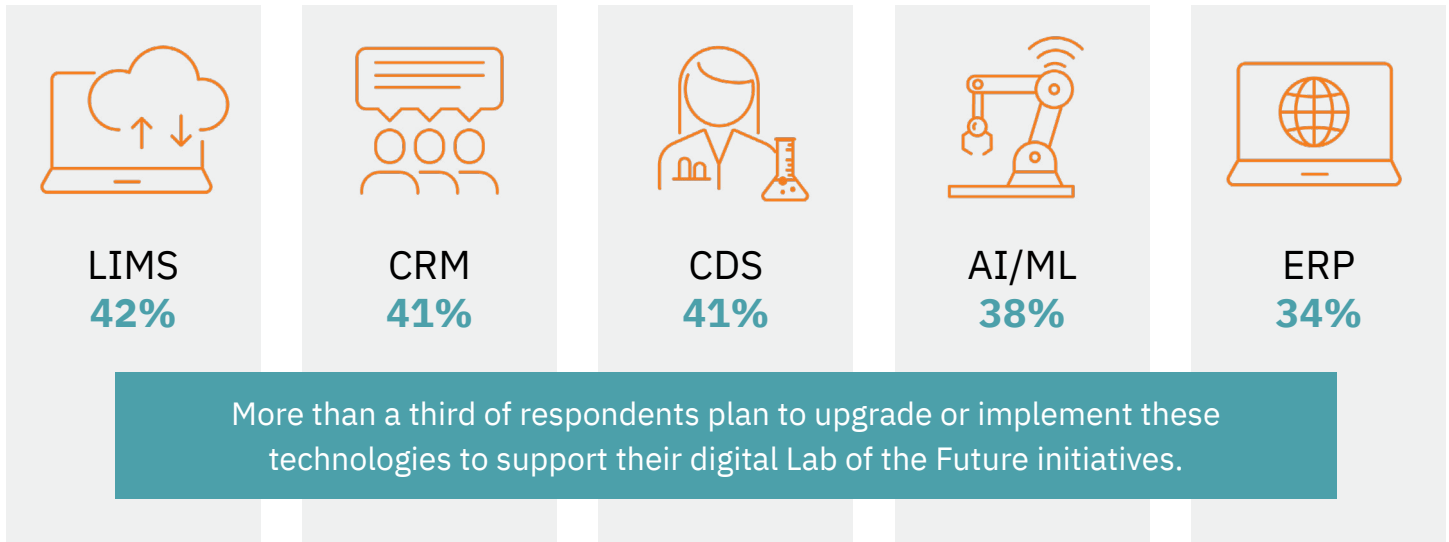 LIMS
42%
CRM
41%
CDS
41%
AI/ML
38%
ERP
34%
More than a third of respondents plan to upgrade or implement these
technologies to support their digital Lab of the Future initiatives.